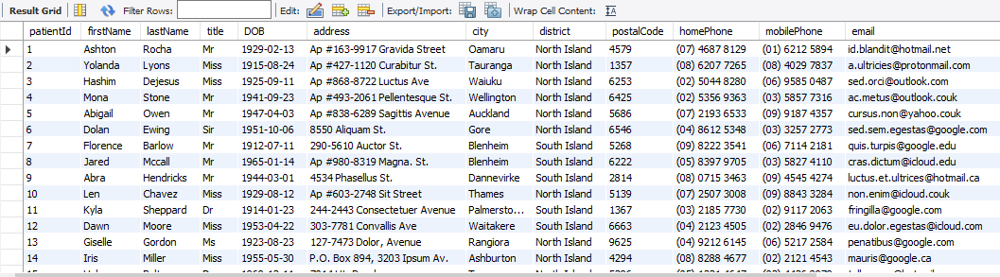 Result Grid Filter Rows: Edit: Export/Import: Wrap Cell Content: IA
patientId firstName lastName title DOB address city district postalCode homePhone mobilePhone email
1 Ashton Rocha Mr 1929-02-13 Ap #163-9917 Gravida Street Oamaru North Island 4579 (07) 4687 8129 (01) 6212 5894 id.blandit@hotmail.net
2 Yolanda Lyons Miss 1915-08-24 Ap #427-1120 Curabitur St. Tauranga North Island 1357 (08) 6207 7265 (08) 4029 7837 a.ultricies@protonmail.com
3 Hashim Dejesus Miss 1925-09-11 Ap #868-8722 Luctus Ave Waiuku North Island 6253 (02) 5044 8280 (06) 9585 0487 sed.orci@outlook.com
4 Mona Stone Mr 1941-09-23 Ap #493-2061 Pellentesque St. Wellington North Island 6425 (02) 5356 9363 (03) 5857 7316 ac.metus@outlook.couk
5 Abigail Owen Mr 1947-04-03 Ap #838-6289 Sagittis Avenue Auckland North Island 5686 (07) 2193 6533 (09) 9187 4357 cursus.non@yahoo.couk
6 Dolan Ewing Sir 1951-10-06 8550 Aliquam St. Gore North Island 6546 (04) 8612 5348 (03) 3257 2773 sed.sem.egestas@google.com
7 Florence Barlow Mr 1912-07-11 290-5610 Auctor St. Blenheim South Island 5268 (09) 8222 3541 (06) 7114 2181 quis.turpis@google.edu
8 Jared Mccall Mr 1965-01-14 Ap #980-8319 Magna. St. Blenheim South Island 6222 (05) 8397 9705 (03) 5827 4110 cras.dictum@icloud.edu
9 Abra Hendricks Mr 1944-03-01 4534 Phasellus St. Dannevirke North Island 2814 (08) 0715 3463 (09) 4545 4274 luctus.et.ultrices@hotmail.ca
10 Len Chavez Miss 1929-08-12 Ap #603-2748 Sit Street Thames North Island 5139 (07) 2507 3008 (09) 8843 3284 non.enim@icloud.couk
11 Kyla Sheppard Dr 1914-01-23 244-2443 Consectetuer Avenue Palmersto... South Island 1367 (03) 2185 7730 (02) 9117 2063 fringilla@google.com
12 Dawn Moore Miss 1953-04-22 303-7781 Convallis Ave Waitakere South Island 6663 (04) 2123 4505 (02) 2846 9476 eu.dolor.egestas@icloud.com
13 Giselle Gordon Ms 1923-08-23 127-7473 Dolor, Avenue Rangiora North Island 9625 (04) 9212 6145 (06) 5217 2584 penatibus@google.com
14 Iris Miller Miss 1955-05-30 P.O. Box 894, 3203 Ipsum Av. Ashburton North Island 4294 (08) 8288 4677 (02) 2121 4543 mauris@google.ca